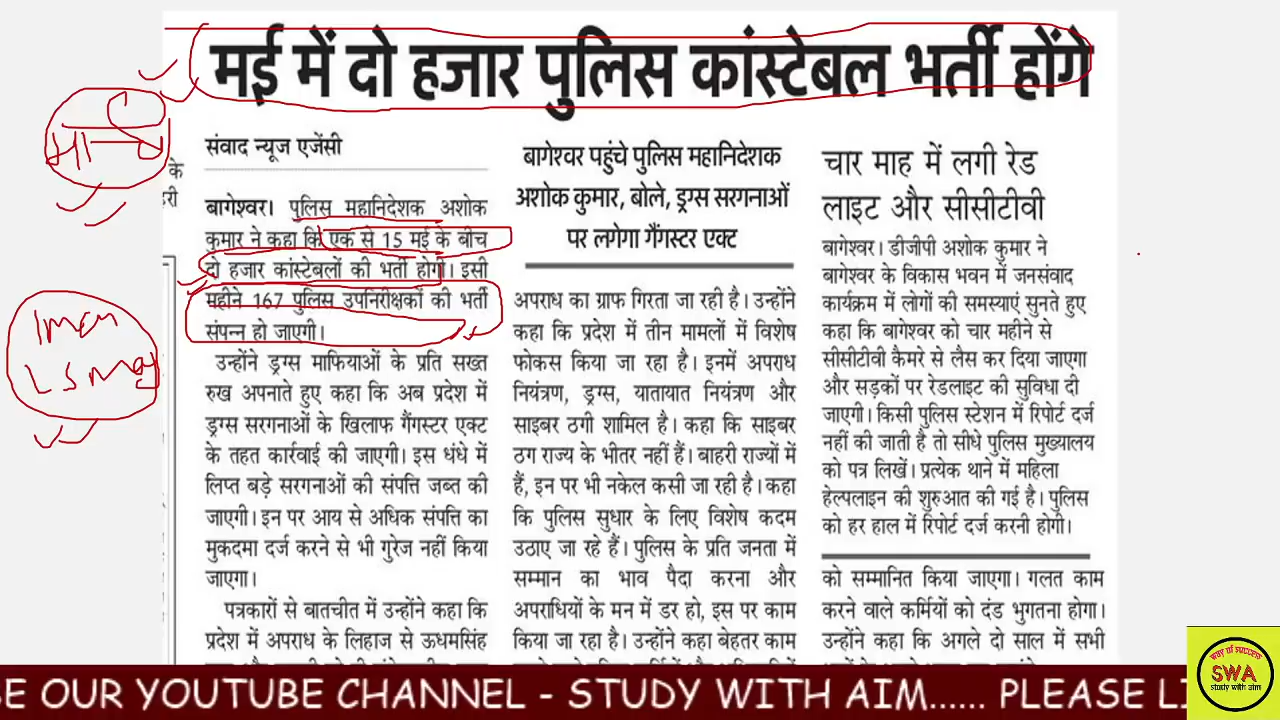 मई में दो हजार पुलिस कांस्टेबल भर्ती होंगे
संवाद न्यूज एजेंसी
बागेश्वर। पुलिस महानिदेशक अशोक
कुमार ने कहा कि एक से 15 मई के बीच
दो हजार कांस्टेबलों की भर्ती होगी। इसी
महीने 167 पुलिस उपनिरीक्षकों की भर्ती
संपन्न हो जाएगी।
उन्होंने ड्रग्स माफियाओं के प्रति सख्त
रुख अपनाते हुए कहा कि अब प्रदेश में
ड्रग्स सरगनाओं के खिलाफ गैंगस्टर एक्ट
के तहत कार्रवाई की जाएगी। इस धंधे में
लिप्त बड़े सरगनाओं की संपत्ति जब्त की
जाएगी। इन पर आय से अधिक संपत्ति का
मुकदमा दर्ज करने से भी गुरेज नहीं किया
जाएगा।
पत्रकारों से बातचीत में उन्होंने कहा कि
प्रदेश में अपराध के लिहाज से ऊधमसिंह
बागेश्वर पहुंचे पुलिस महानिदेशक
अशोक कुमार, बोले, ड्रग्स सरगनाओं
पर लगेगा गैंगस्टर एक्ट
अपराध का ग्राफ गिरता जा रही है। उन्होंने
कहा कि प्रदेश में तीन मामलों में विशेष
फोकस किया जा रहा है। इनमें अपराध
नियंत्रण, ड्रग्स, यातायात नियंत्रण और
साइबर ठगी शामिल है। कहा कि साइबर
ठग राज्य के भीतर नहीं हैं। बाहरी राज्यों में
हैं, इन पर भी नकेल कसी जा रही है। कहा
कि पुलिस सुधार के लिए विशेष कदम
उठाए जा रहे हैं। पुलिस के प्रति जनता में
सम्मान का भाव पैदा करना और
अपराधियों के मन में डर हो, इस पर काम
किया जा रहा है। उन्होंने कहा बेहतर काम
चार माह में लगी रेड
लाइट और सीसीटीवी
बागेश्वर। डीजीपी अशोक कुमार ने
बागेश्वर के विकास भवन में जनसंवाद
कार्यक्रम में लोगों की समस्याएं सुनते हुए
कहा कि बागेश्वर को चार महीने से
सीसीटीवी कैमरे से लैस कर दिया जाएगा
और सड़कों पर रेडलाइट की सुविधा दी
जाएगी। किसी पुलिस स्टेशन में रिपोर्ट दर्ज
नहीं की जाती है तो सीधे पुलिस मुख्यालय
को पत्र लिखें। प्रत्येक थाने में महिला
हेल्पलाइन की शुरुआत की गई है। पुलिस
को हर हाल में रिपोर्ट दर्ज करनी होगी।
को सम्मानित किया जाएगा। गलत काम
करने वाले कर्मियों को दंड भुगतना होगा।
उन्होंने कहा कि अगले दो साल में सभी
के
OUR YOUTUBE CHANNEL - STUDY WITH AIM...... PLEASE
way of success
SWA
study with aim